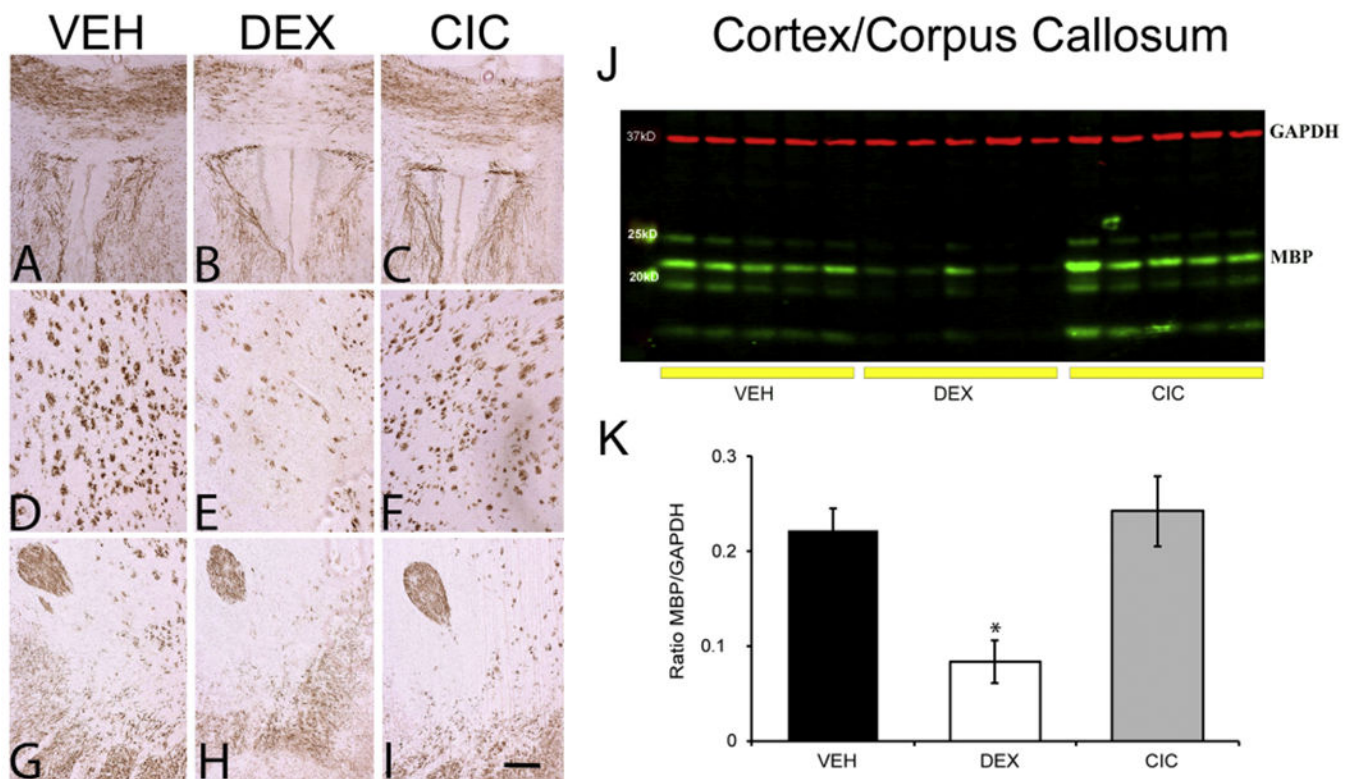 VEH DEX CIC
A B C
D E F
G H I
J
Cortex/Corpus Callosum
37kD
GAPDH
25kD
MBP
20kD
VEH DEX CIC
K
0.3
0.2
0.1
0
Ratio MBP/GAPDH
*
VEH DEX CIC